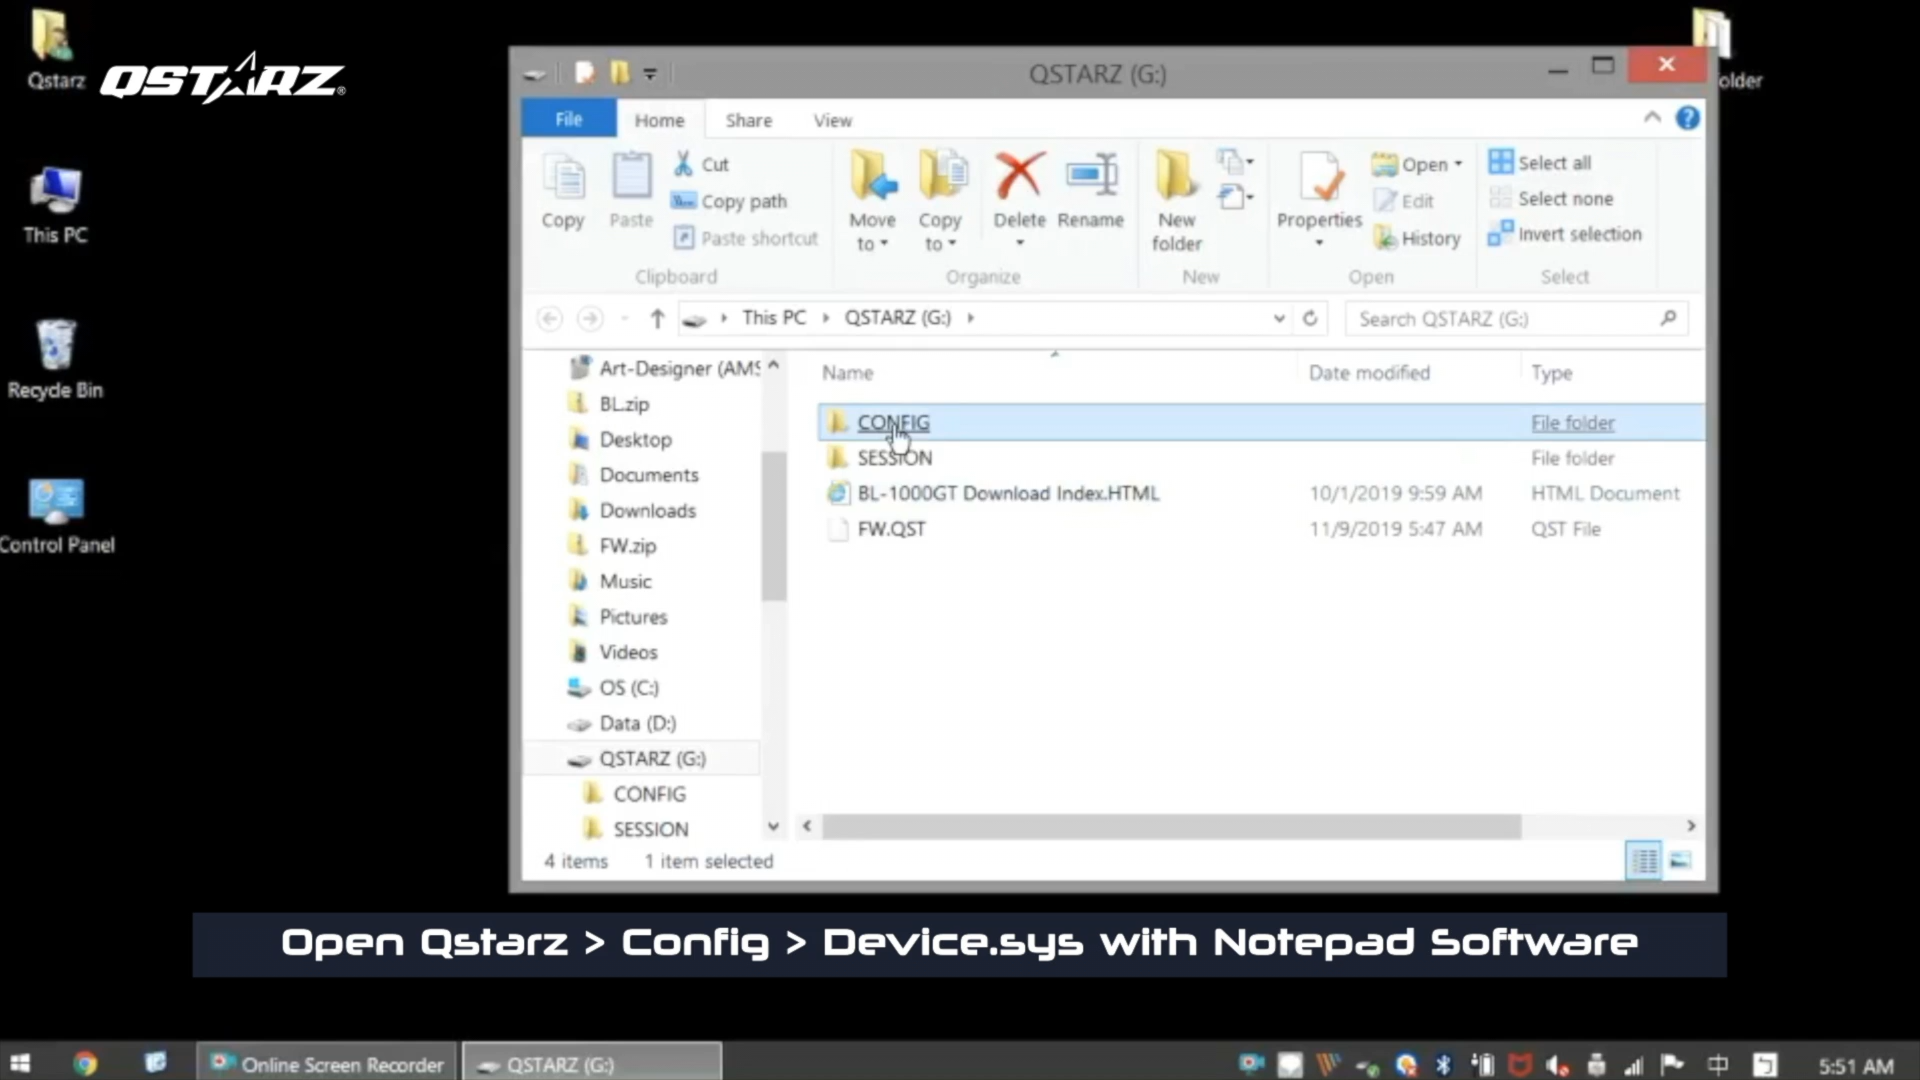 Qstarz
QSTARZ®
This PC
Recycle Bin
Control Panel
older
QSTARZ (G:)
File Home Share View
Copy
Paste
Cut
Copy path
Paste shortcut
Clipboard
Move to
Copy to
Delete
Rename
Organize
New folder
New
Properties
Open
Edit
History
Open
Select all
Select none
Invert selection
Select
This PC QSTARZ (G:)
Search QSTARZ (G:)
Art-Designer (AMS
BL.zip
Desktop
Documents
Downloads
FW.zip
Music
Pictures
Videos
OS (C:)
Data (D:)
QSTARZ (G:)
CONFIG
SESSION
Name Date modified Type
CONFIG File folder
SESSION File folder
BL-1000GT Download Index.HTML 10/1/2019 9:59 AM HTML Document
FW.QST 11/9/2019 5:47 AM QST File
4 items 1 item selected
Open Qstarz > Config > Device.sys with Notepad Software
Online Screen Recorder
QSTARZ (G:)
中
5:51 AM